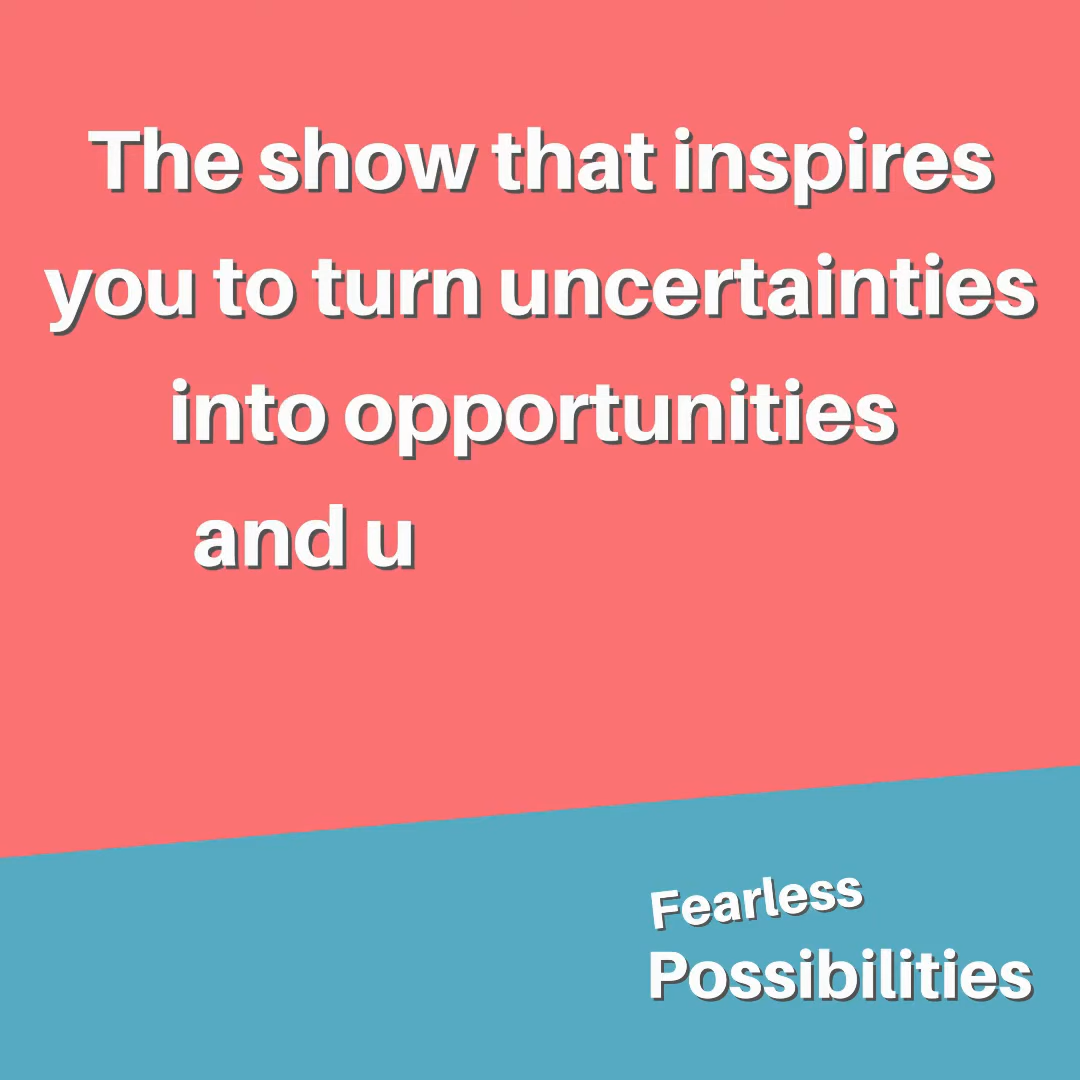 The show that inspires
you to turn uncertainties
into opportunities
and u
Fearless
Possibilities